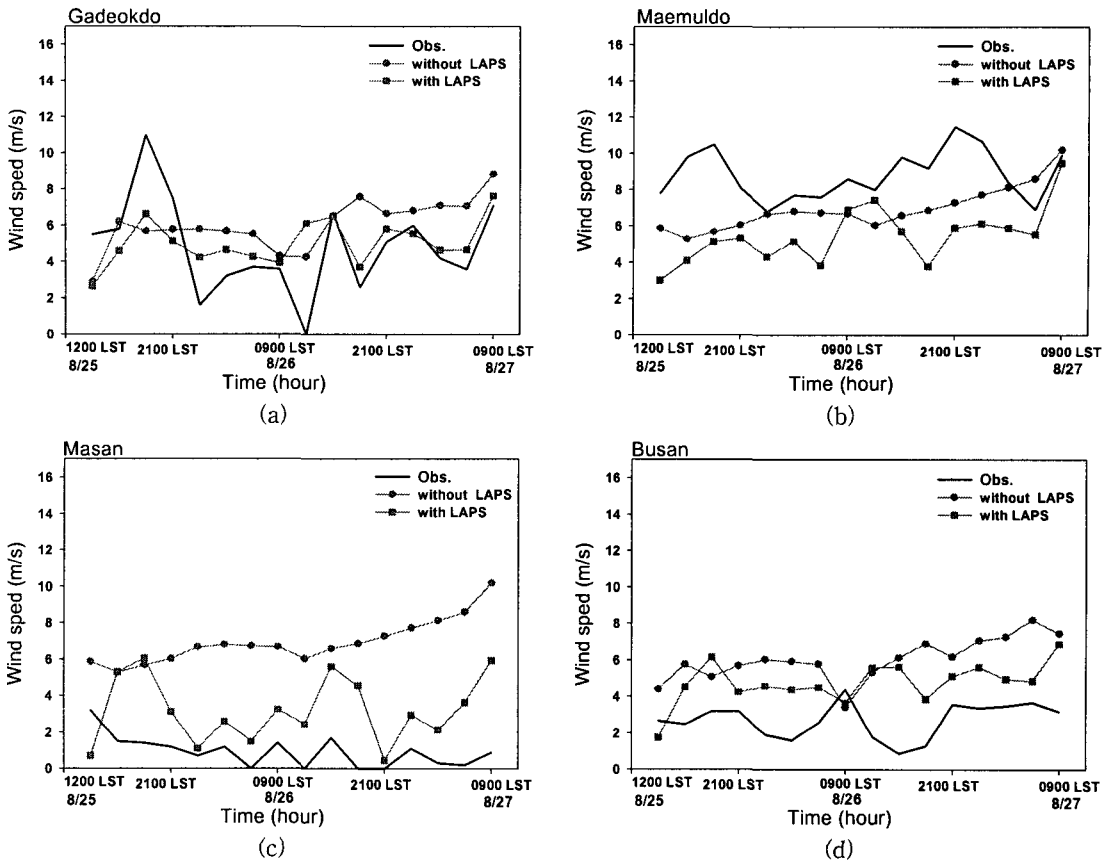 Gadeokdo
16
14
12
10
8
6
4
2
0
Wind sped (m/s)
Obs.
without LAPS
with LAPS
1200 LST
8/25
2100 LST
0900 LST
8/26
2100 LST
0900 LST
8/27
Time (hour)
(a)
Maemuldo
16
14
12
10
8
6
4
2
0
Wind sped (m/s)
Obs.
without LAPS
with LAPS
1200 LST
8/25
2100 LST
0900 LST
8/26
2100 LST
0900 LST
8/27
Time (hour)
(b)
Masan
16
14
12
10
8
6
4
2
0
Wind sped (m/s)
Obs.
without LAPS
with LAPS
1200 LST
8/25
2100 LST
0900 LST
8/26
2100 LST
0900 LST
8/27
Time (hour)
(c)
Busan
16
14
12
10
8
6
4
2
0
Wind sped (m/s)
Obs.
without LAPS
with LAPS
1200 LST
8/25
2100 LST
0900 LST
8/26
2100 LST
0900 LST
8/27
Time (hour)
(d)